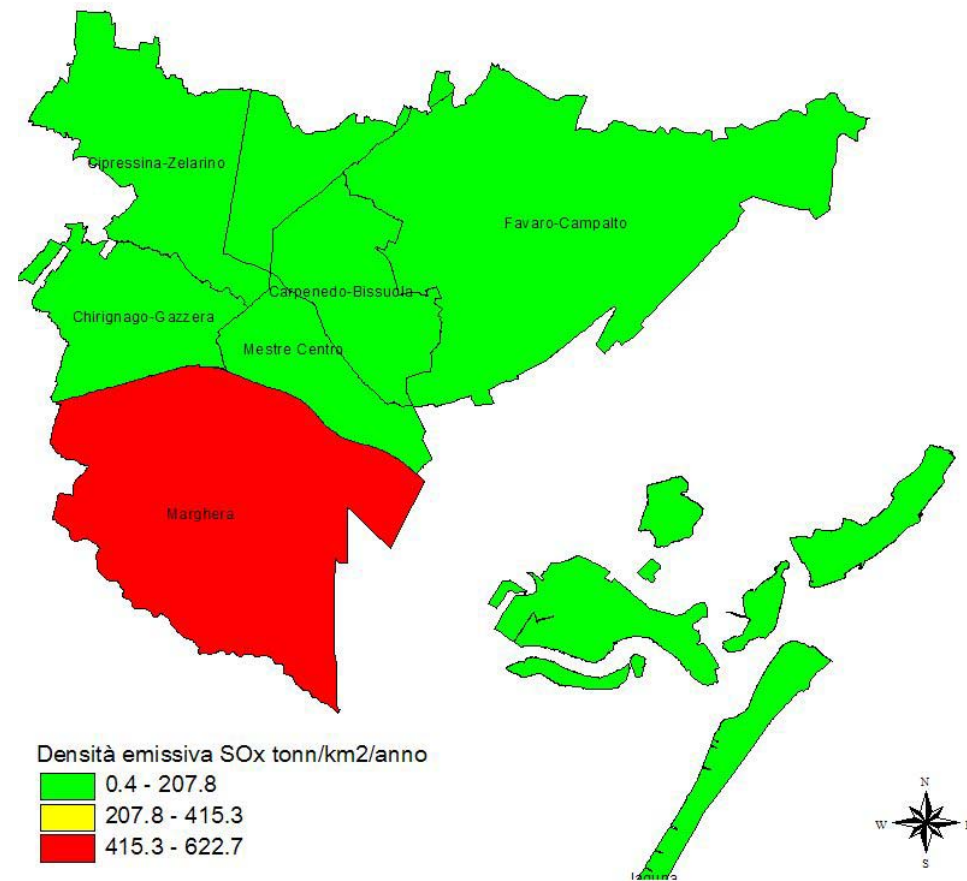 Cipressina-Zelarino
Favaro-Campalto
Carpenedo-Bissuola
Chirignago-Gazzera
Mestre Centro
Marghera
Densità emissiva SOx tonn/km2/anno
0.4 - 207.8
207.8 - 415.3
415.3 - 622.7
N
W
S
laguna